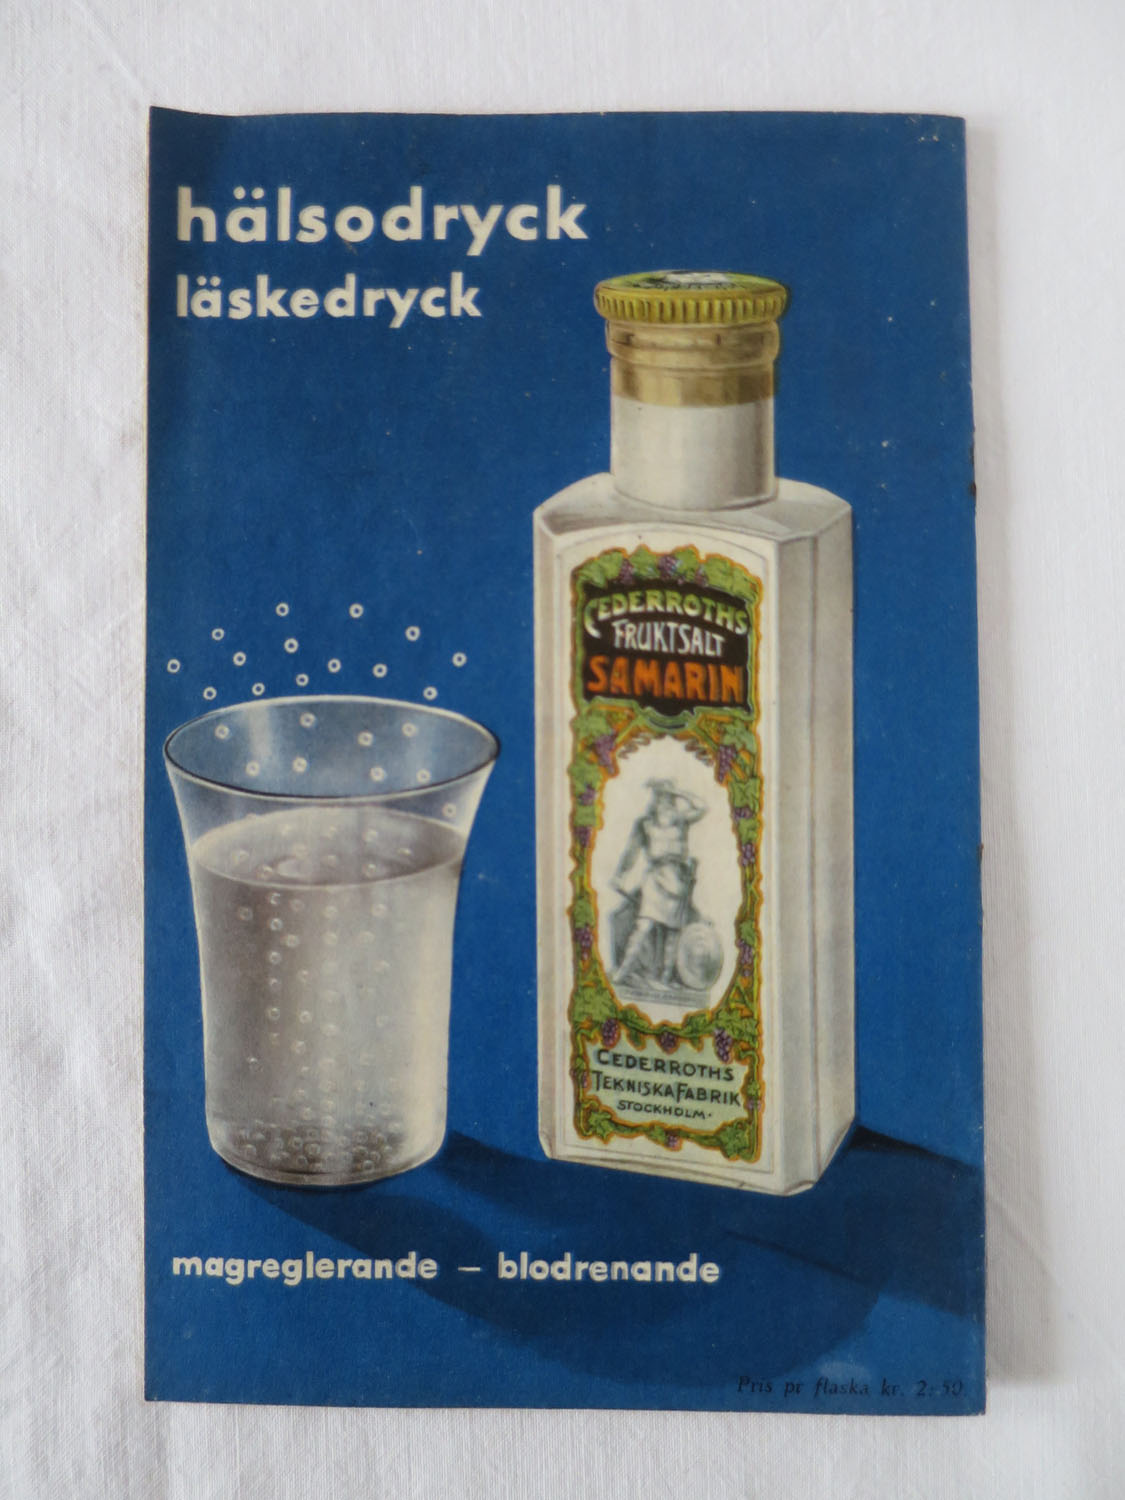 hälsodryck
läskedryck
CEDERROTHS
FRUKTSALT
SAMARIN
CEDERROTHS
TEKNISKA FABRIK
STOCKHOLM.
magreglerande — blodrenande
Pris pr flaska kr. 2:50.